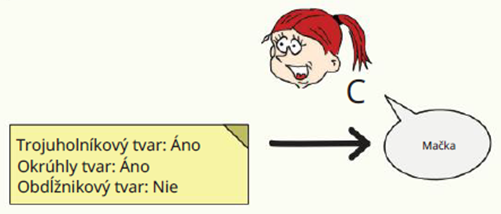 C
Trojuholníkový tvar: Áno
Okrúhly tvar: Áno
Obdĺžnikový tvar: Nie
Mačka